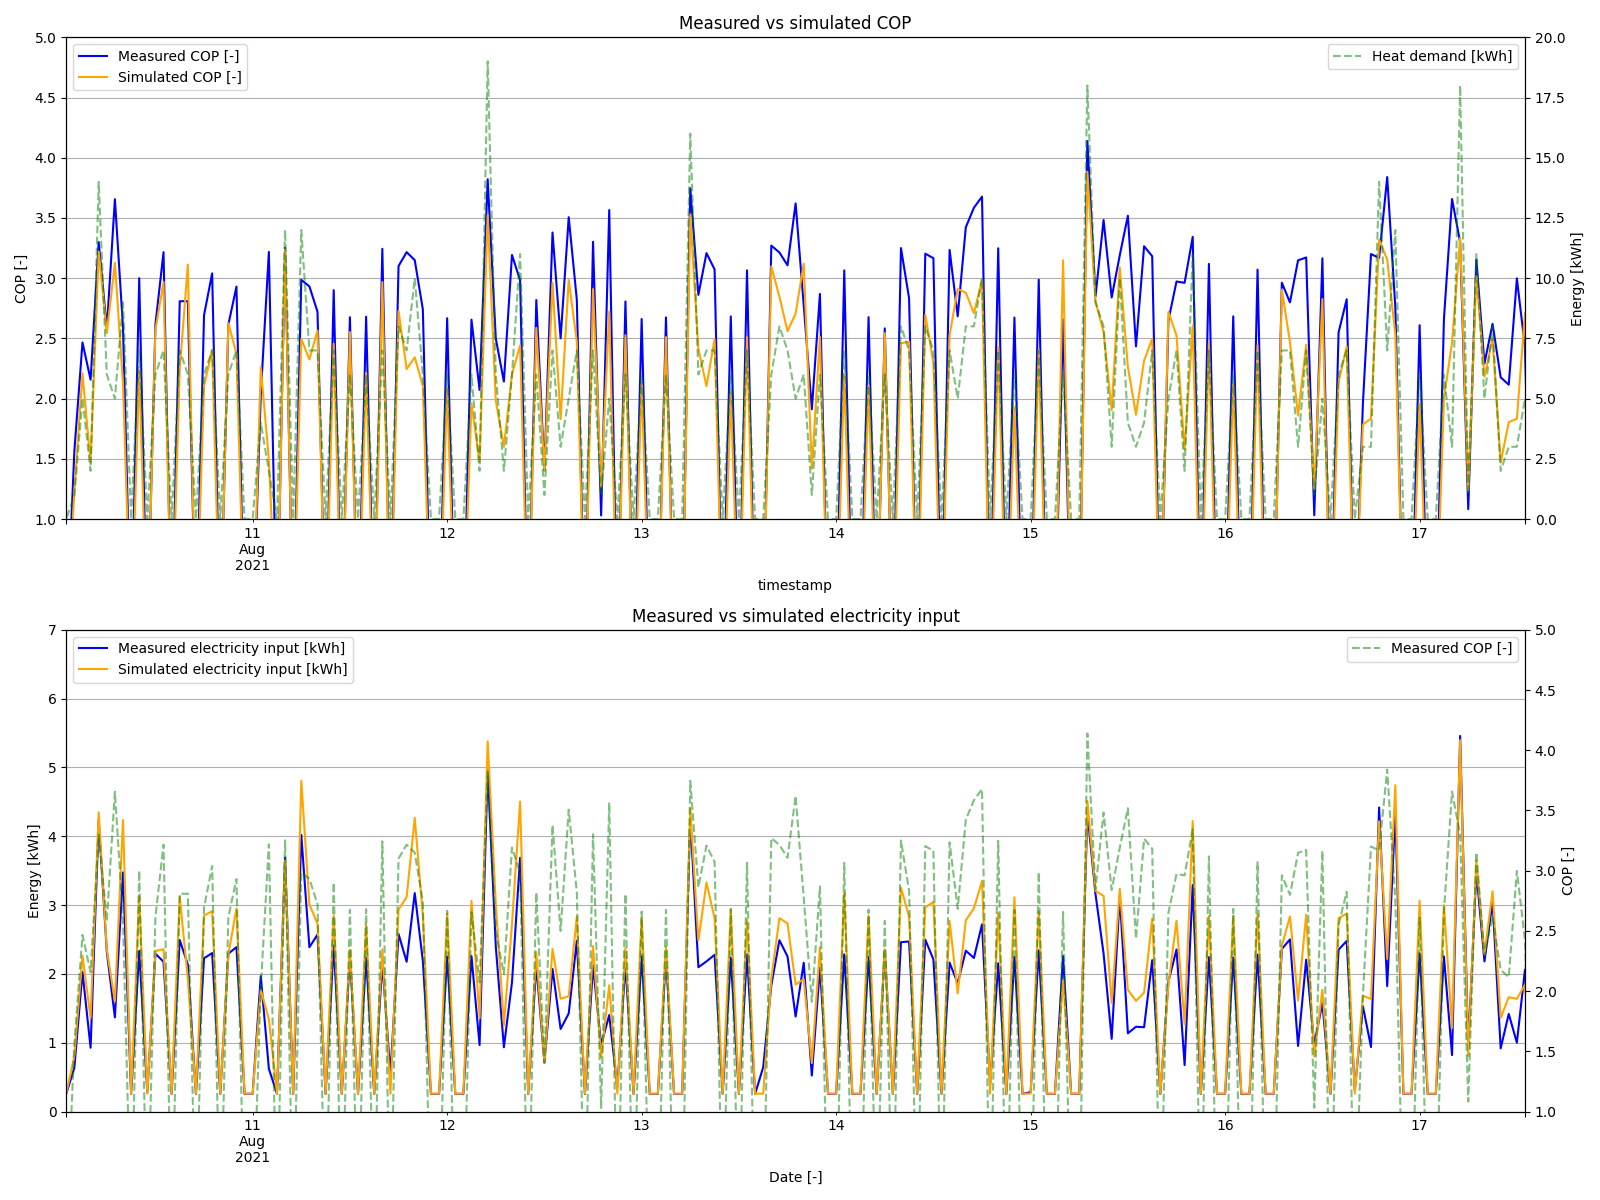 Measured vs simulated COP
5.0
4.5
4.0
3.5
3.0
2.5
2.0
1.5
1.0
COP [-]
Measured COP [-]
Simulated COP [-]
Heat demand [kWh]
20.0
17.5
15.0
12.5
10.0
7.5
5.0
2.5
0.0
Energy [kWh]
11 12 13 14 15 16 17
Aug
2021
timestamp
Measured vs simulated electricity input
7
6
5
4
3
2
1
0
Energy [kWh]
Measured electricity input [kWh]
Simulated electricity input [kWh]
Measured COP [-]
5.0
4.5
4.0
3.5
3.0
2.5
2.0
1.5
1.0
COP [-]
11 12 13 14 15 16 17
Aug
2021
Date [-]